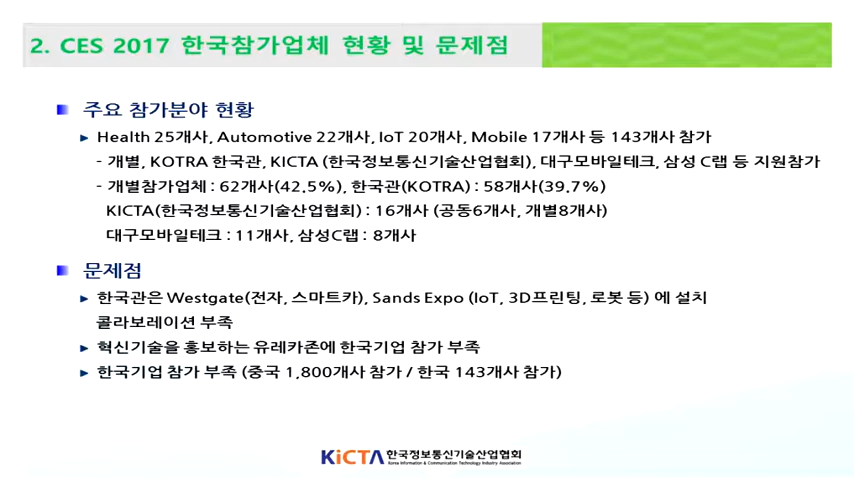 2. CES 2017 한국참가업체 현황 및 문제점
주요 참가분야 현황
Health 25개사, Automotive 22개사, IoT 20개사, Mobile 17개사 등 143개사 참가
- 개별, KOTRA 한국관, KICTA (한국정보통신기술산업협회), 대구모바일테크, 삼성 C랩 등 지원참가
- 개별참가업체 : 62개사(42.5%), 한국관(KOTRA) : 58개사(39.7%)
KICTA(한국정보통신기술산업협회) : 16개사 (공동6개사, 개별8개사)
대구모바일테크 : 11개사, 삼성C랩 : 8개사
문제점
한국관은 Westgate(전자, 스마트카), Sands Expo (IoT, 3D프린팅, 로봇 등) 에 설치
콜라보레이션 부족
혁신기술을 홍보하는 유레카존에 한국기업 참가 부족
한국기업 참가 부족 (중국 1,800개사 참가 / 한국 143개사 참가)
KiCTA 한국정보통신기술산업협회
Korea Information & Communication Technology Industry Association